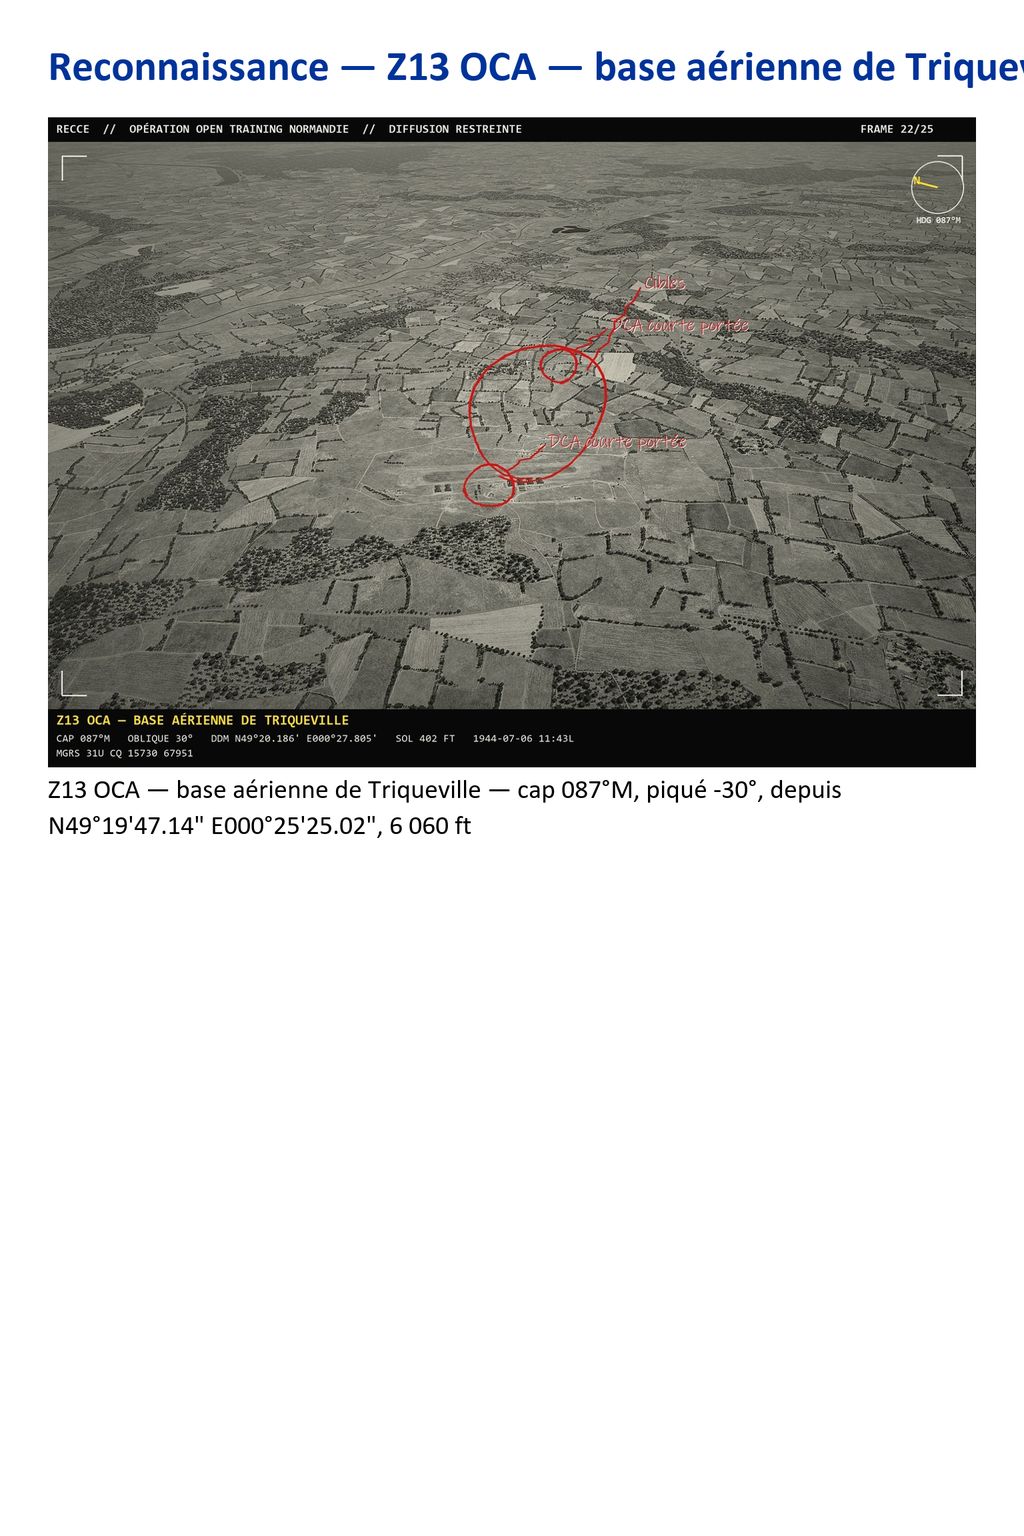 Reconnaissance — Z13 OCA — base aérienne de Triquev
RECCE // OPÉRATION OPEN TRAINING NORMANDIE // DIFFUSION RESTREINTE FRAME 22/25
N
HDG 087°M
Cibles
DCA courte portée
DCA courte portée
Z13 OCA — BASE AÉRIENNE DE TRIQUEVILLE
CAP 087°M OBLIQUE 30° DDM N49°20.186' E000°27.805' SOL 402 FT 1944-07-06 11:43L
MGRS 31U CQ 15730 67951
Z13 OCA — base aérienne de Triqueville — cap 087°M, piqué -30°, depuis
N49°19'47.14" E000°25'25.02", 6 060 ft